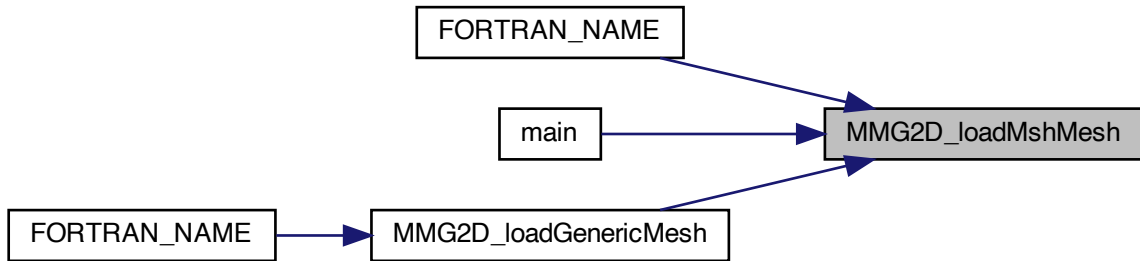 FORTRAN_NAME
main
MMG2D_loadMshMesh
FORTRAN_NAME
MMG2D_loadGenericMesh